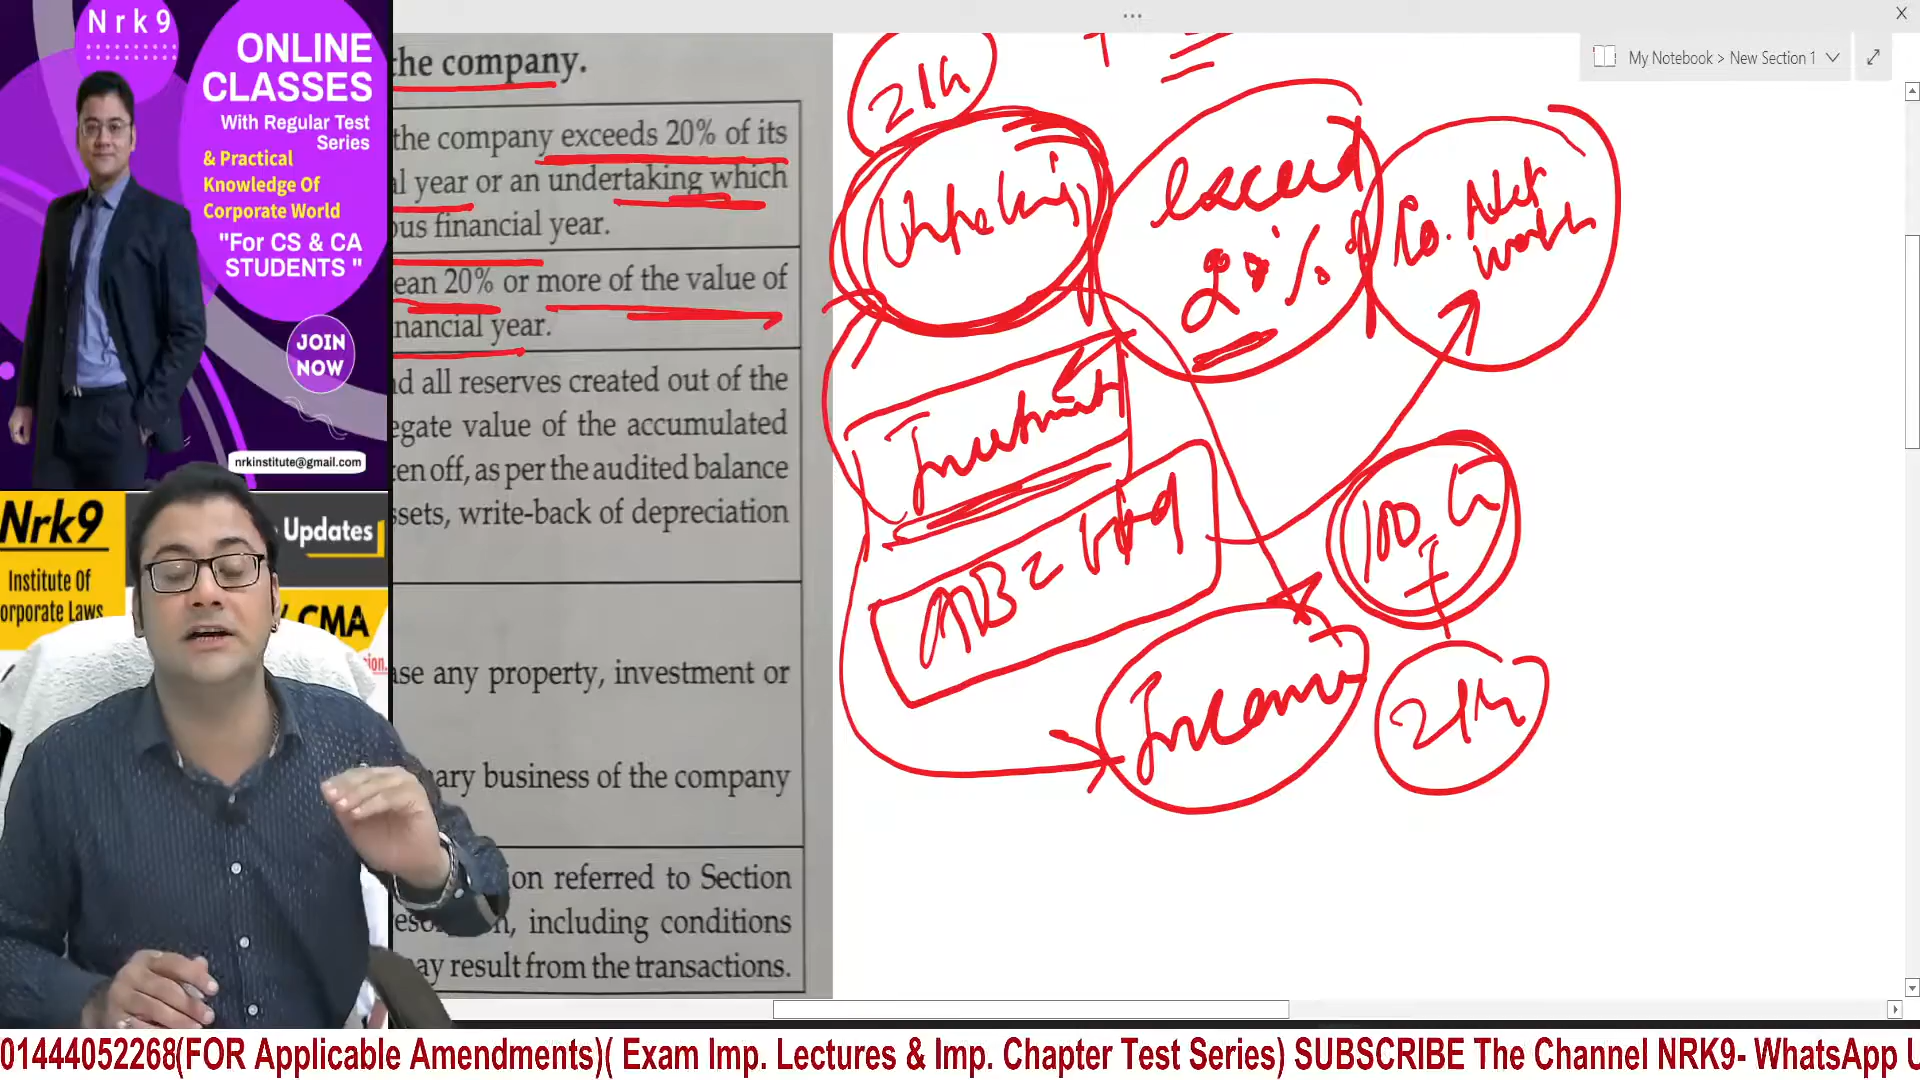 Nrk9
ONLINE
CLASSES
With Regular Test
Series
& Practical
Knowledge Of
Corporate World
"For CS & CA
STUDENTS "
JOIN
NOW
nrkinstitute@gmail.com
Nrk9
Institute Of
orporate Laws
Updates
CMA
the company.
the company exceeds 20% of its
al year or an undertaking which
ous financial year.
ean 20% or more of the value of
nancial year.
nd all reserves created out of the
egate value of the accumulated
en off, as per the audited balance
ssets, write-back of depreciation
ase any property, investment or
ary business of the company
on referred to Section
, including conditions
ay result from the transactions.
...
X
My Notebook > New Section 1
exceed
20%
Co. Net
worth
Investment
100 Cr
Income
01444052268(FOR Applicable Amendments)( Exam Imp. Lectures & Imp. Chapter Test Series) SUBSCRIBE The Channel NRK9- WhatsApp U